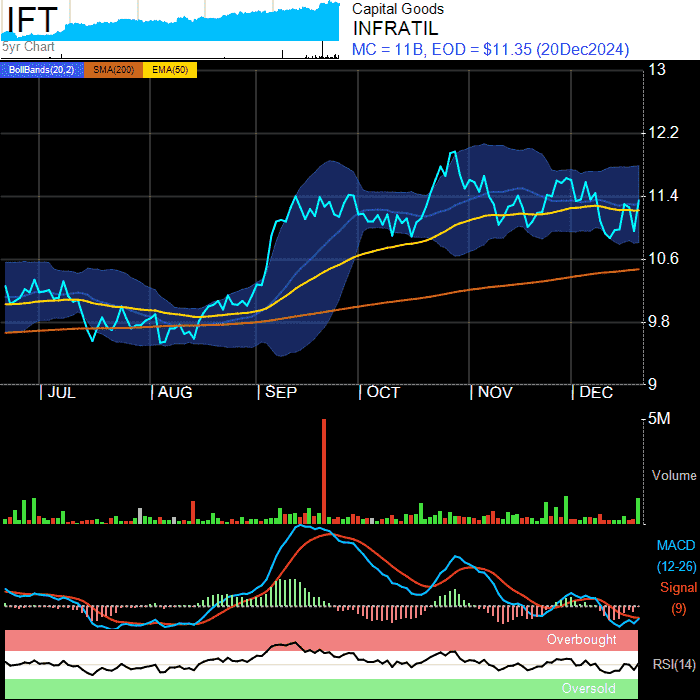 IFT
5yr Chart
Capital Goods
INFRATIL
MC = 11B, EOD = $11.35 (20Dec2024)
BollBands(20,2) SMA(200) EMA(50)
13
12.2
11.4
10.6
9.8
9
JUL AUG SEP OCT NOV DEC
5M
Volume
MACD
(12-26)
Signal
(9)
Overbought
RSI(14)
Oversold